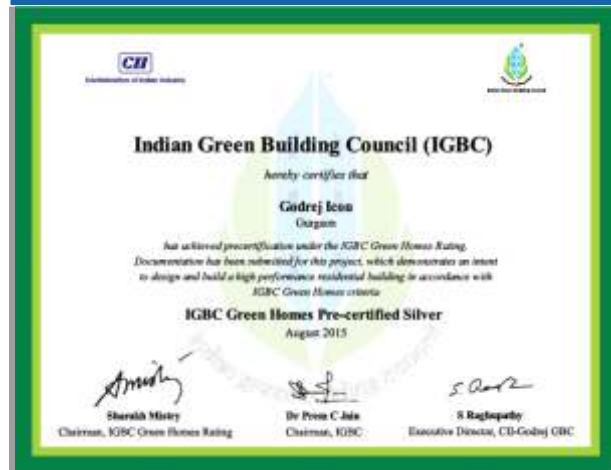 CII
Confederation of Indian Industry
Indian Green Building Council (IGBC)
hereby certifies that
Godrej Icon
Gurgaon
has achieved precertification under the IGBC Green Homes Rating.
Documentation has been submitted for this project, which demonstrates an intent
to design and build a high performance residential building in accordance with
IGBC Green Homes criteria
IGBC Green Homes Pre-certified Silver
August 2015
Sharukh Mistry
Chairman, IGBC Green Homes Rating
Dr Prem C Jain
Chairman, IGBC
S Raghupathy
Executive Director, CII-Godrej GBC